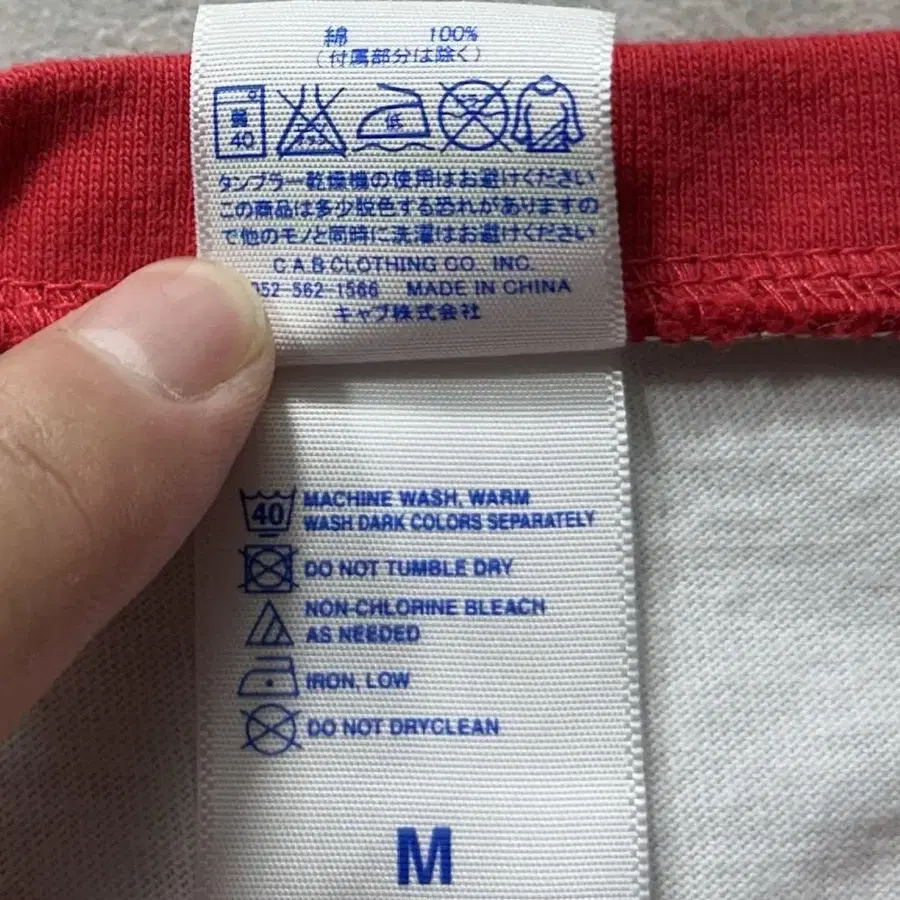 綿 100%
(付属部分は除く)
弱
40
低
タンブラー乾燥機の使用はお避けください
この商品は多少脱色する恐れがありますの
で他のモノと同時に洗濯はお避けください
C.A.B.CLOTHING CO., INC.
052-562-1566 MADE IN CHINA
キャブ株式会社
40 MACHINE WASH, WARM
WASH DARK COLORS SEPARATELY
DO NOT TUMBLE DRY
NON-CHLORINE BLEACH
AS NEEDED
IRON, LOW
DO NOT DRYCLEAN
M